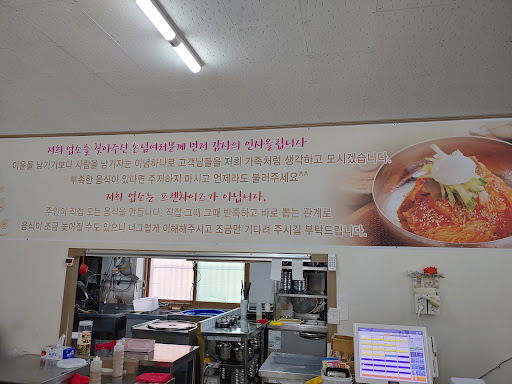 저희 업소를 찾아주신 손님여러분께 먼저 감사의 인사올립니다
이윤을 남기기보다 사람을 남기자는 이념하나로 고객님들을 저희 가족처럼 생각하고 모시겠습니다.
부족한 음식이 있다면 주저하지 마시고 언제라도 불러주세요^^
저희 업소는 프렌차이즈가 아닙니다.
주인이 직접 모든 음식을 만듭니다. 직접 그때 그때 반죽하고 바로 뽑는 관계로
음식이 조금 늦어질 수도 있으니 너그럽게 이해해주시고 조금만 기다려 주시길 부탁드립니다.